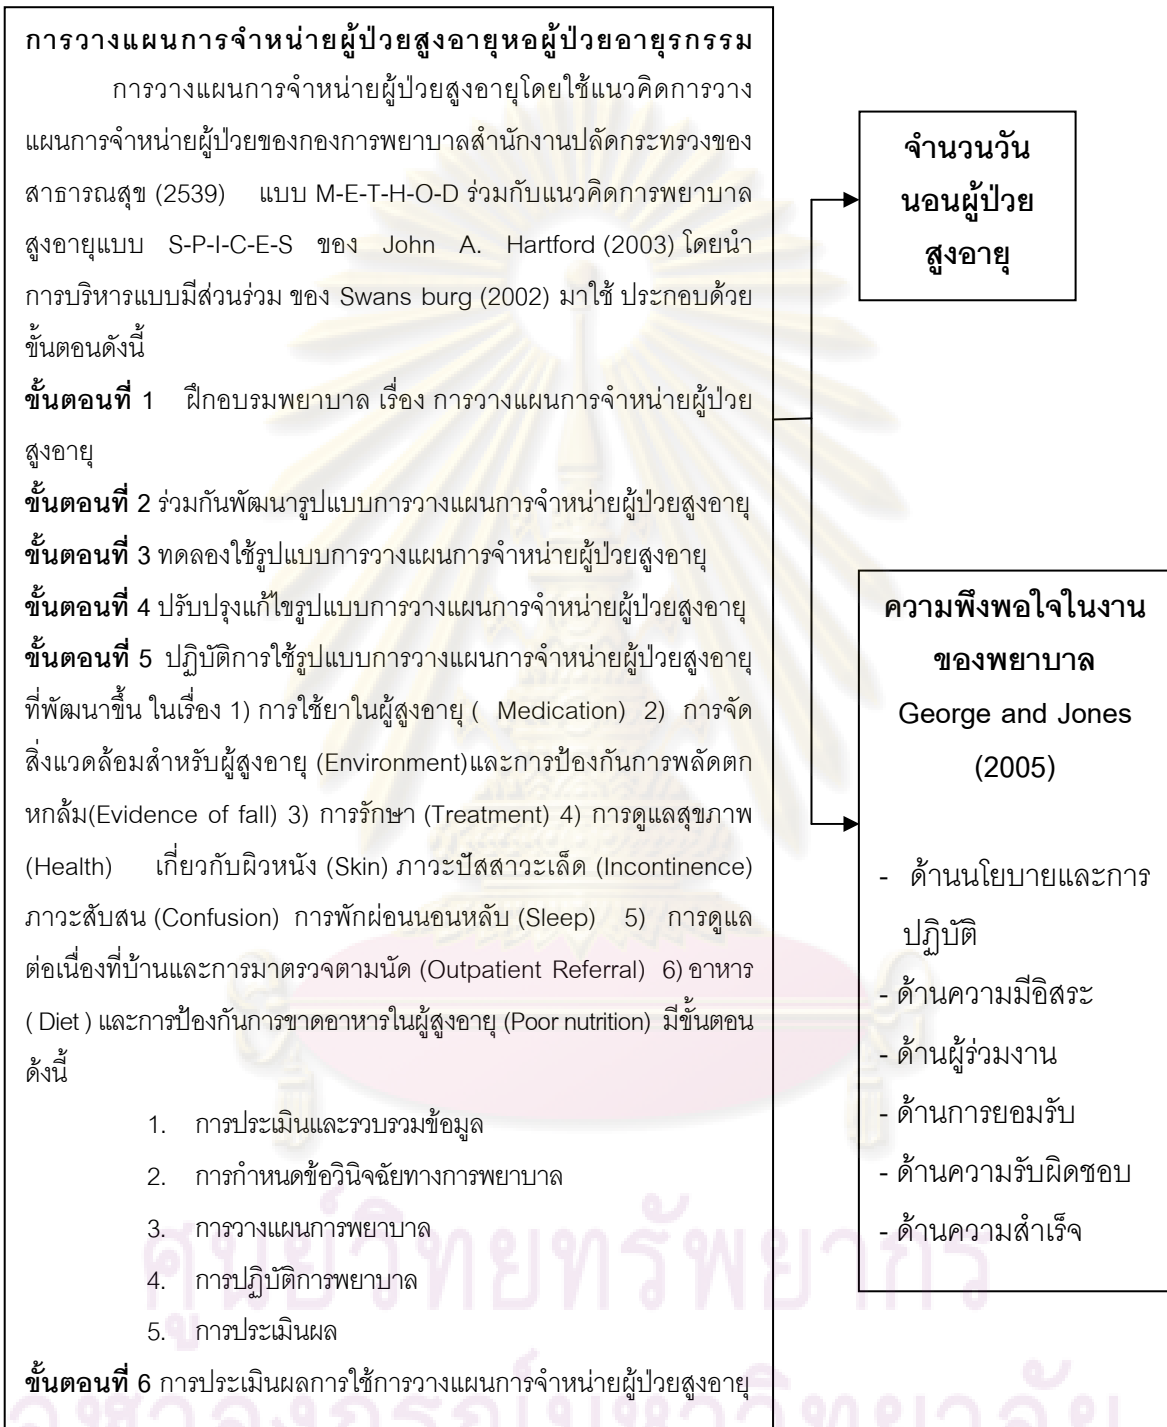 การวางแผนการจำหน่ายผู้ป่วยสูงอายุหอผู้ป่วยอายุรกรรม
การวางแผนการจำหน่ายผู้ป่วยสูงอายุโดยใช้แนวคิดการวาง
แผนการจำหน่ายผู้ป่วยของกองการพยาบาลสำนักงานปลัดกระทรวงของ
สาธารณสุข (2539) แบบ M-E-T-H-O-D ร่วมกับแนวคิดการพยาบาล
สูงอายุแบบ S-P-I-C-E-S ของ John A. Hartford (2003) โดยนำ
การบริหารแบบมีส่วนร่วม ของ Swans burg (2002) มาใช้ ประกอบด้วย
ขั้นตอนดังนี้
ขั้นตอนที่ 1 ฝึกอบรมพยาบาล เรื่อง การวางแผนการจำหน่ายผู้ป่วย
สูงอายุ
ขั้นตอนที่ 2 ร่วมกันพัฒนารูปแบบการวางแผนการจำหน่ายผู้ป่วยสูงอายุ
ขั้นตอนที่ 3 ทดลองใช้รูปแบบการวางแผนการจำหน่ายผู้ป่วยสูงอายุ
ขั้นตอนที่ 4 ปรับปรุงแก้ไขรูปแบบการวางแผนการจำหน่ายผู้ป่วยสูงอายุ
ขั้นตอนที่ 5 ปฏิบัติการใช้รูปแบบการวางแผนการจำหน่ายผู้ป่วยสูงอายุ
ที่พัฒนาขึ้น ในเรื่อง 1) การใช้ยาในผู้สูงอายุ ( Medication) 2) การจัด
สิ่งแวดล้อมสำหรับผู้สูงอายุ (Environment)และการป้องกันการพลัดตก
หกล้ม(Evidence of fall) 3) การรักษา (Treatment) 4) การดูแลสุขภาพ
(Health) เกี่ยวกับผิวหนัง (Skin) ภาวะปัสสาวะเล็ด (Incontinence)
ภาวะสับสน (Confusion) การพักผ่อนนอนหลับ (Sleep) 5) การดูแล
ต่อเนื่องที่บ้านและการมาตรวจตามนัด (Outpatient Referral) 6) อาหาร
( Diet ) และการป้องกันการขาดอาหารในผู้สูงอายุ (Poor nutrition) มีขั้นตอน
ดังนี้
1. การประเมินและรวบรวมข้อมูล
2. การกำหนดข้อวินิจฉัยทางการพยาบาล
3. การวางแผนการพยาบาล
4. การปฏิบัติการพยาบาล
5. การประเมินผล
ขั้นตอนที่ 6 การประเมินผลการใช้การวางแผนการจำหน่ายผู้ป่วยสูงอายุ
จำนวนวัน
นอนผู้ป่วย
สูงอายุ
ความพึงพอใจในงาน
ของพยาบาล
George and Jones
(2005)
- ด้านนโยบายและการ
ปฏิบัติ
- ด้านความมีอิสระ
- ด้านผู้ร่วมงาน
- ด้านการยอมรับ
- ด้านความรับผิดชอบ
- ด้านความสำเร็จ
ศูนย์วิทยทรัพยากร
จุฬาลงกรณ์มหาวิทยาลัย